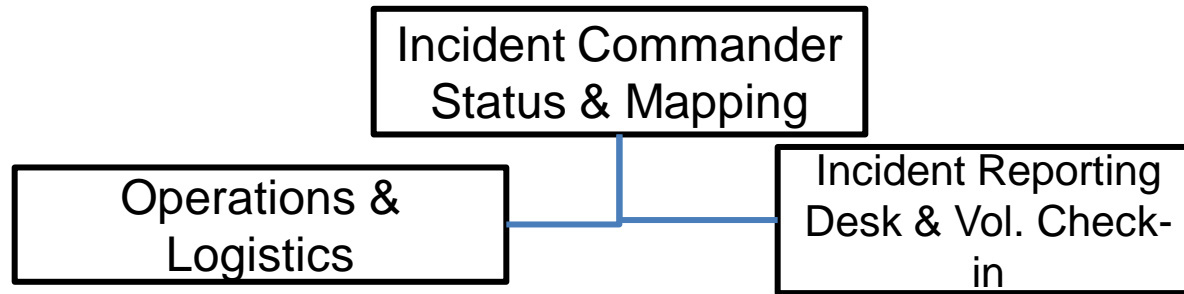 Incident Commander
Status & Mapping
Operations &
Logistics
Incident Reporting
Desk & Vol. Check-
in